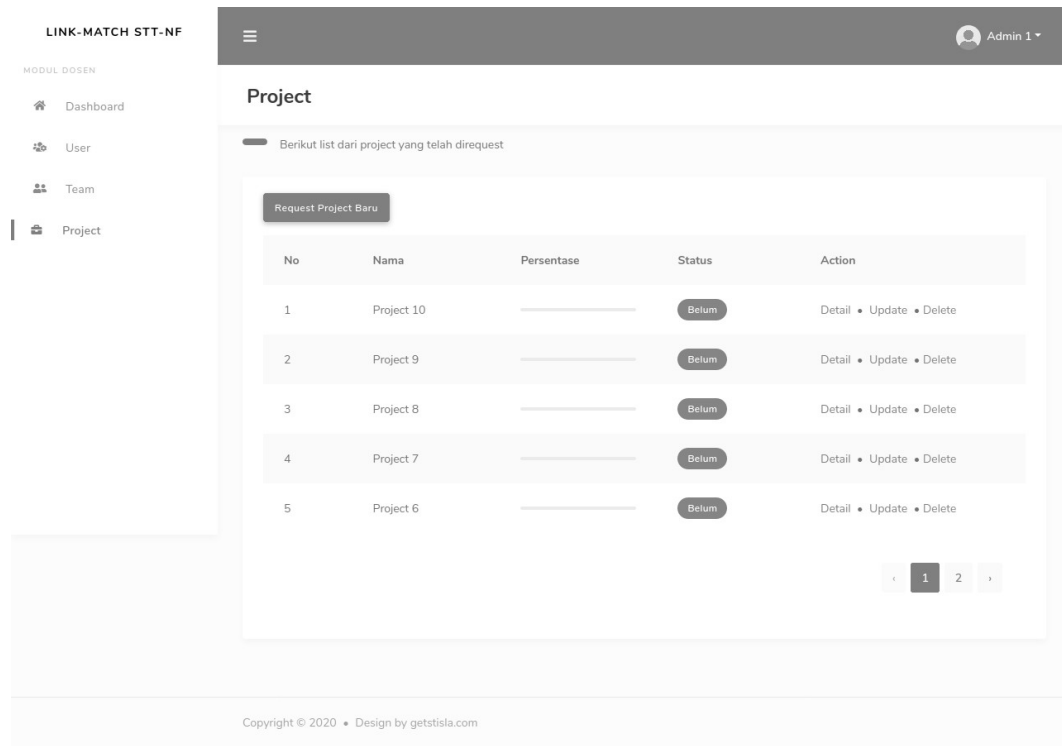 LINK-MATCH STT-NF
Admin 1
MODUL DOSEN
Dashboard
User
Team
Project
Project
Berikut list dari project yang telah direquest
Request Project Baru
No Nama Persentase Status Action
1 Project 10 Belum Detail • Update • Delete
2 Project 9 Belum Detail • Update • Delete
3 Project 8 Belum Detail • Update • Delete
4 Project 7 Belum Detail • Update • Delete
5 Project 6 Belum Detail • Update • Delete
‹ 1 2 ›
Copyright © 2020 • Design by getstisla.com